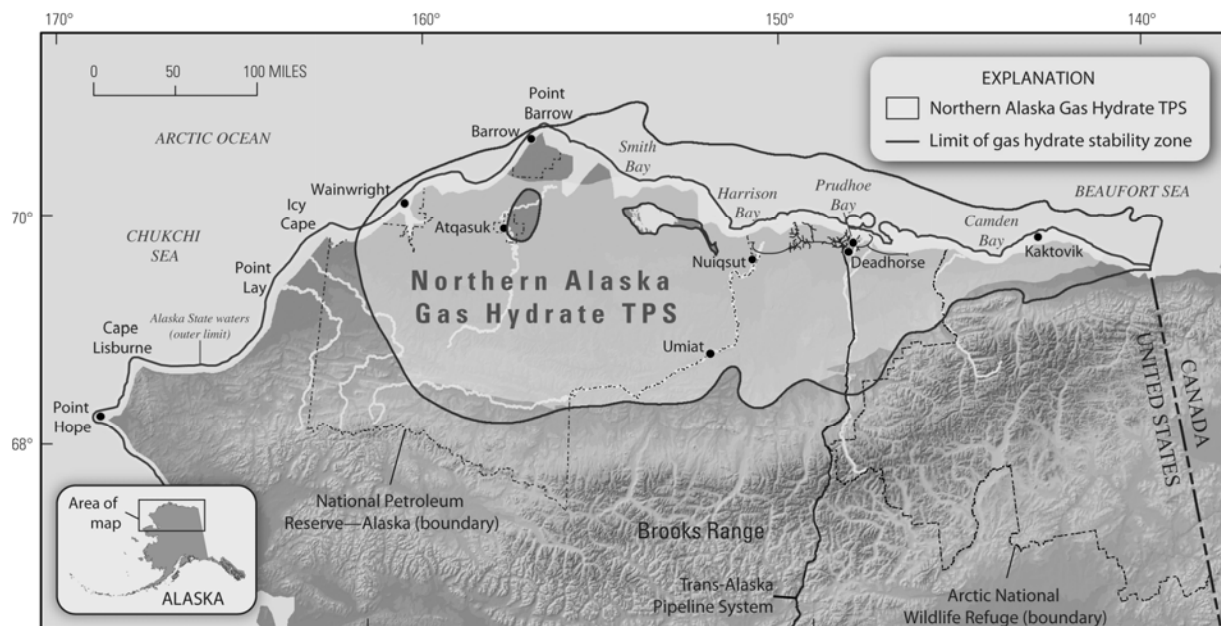 170°
160°
150°
140°
0
50
100 MILES
ARCTIC OCEAN
Point
Barrow
Barrow
Smith
Bay
EXPLANATION
Northern Alaska Gas Hydrate TPS
Limit of gas hydrate stability zone
Wainwright
Harrison
Bay
Prudhoe
Bay
BEAUFORT SEA
70°
Icy
Cape
Atqasuk
Camden
Bay
Kaktovik
CHUKCHI
SEA
Nuiqsut
Deadhorse
Point
Lay
Northern Alaska
Gas Hydrate TPS
Alaska State waters
(outer limit)
Cape
Lisburne
Umiat
CANADA
UNITED STATES
Point
Hope
68°
Area of
map
ALASKA
National Petroleum
Reserve—Alaska (boundary)
Brooks Range
Trans-Alaska
Pipeline System
Arctic National
Wildlife Refuge (boundary)